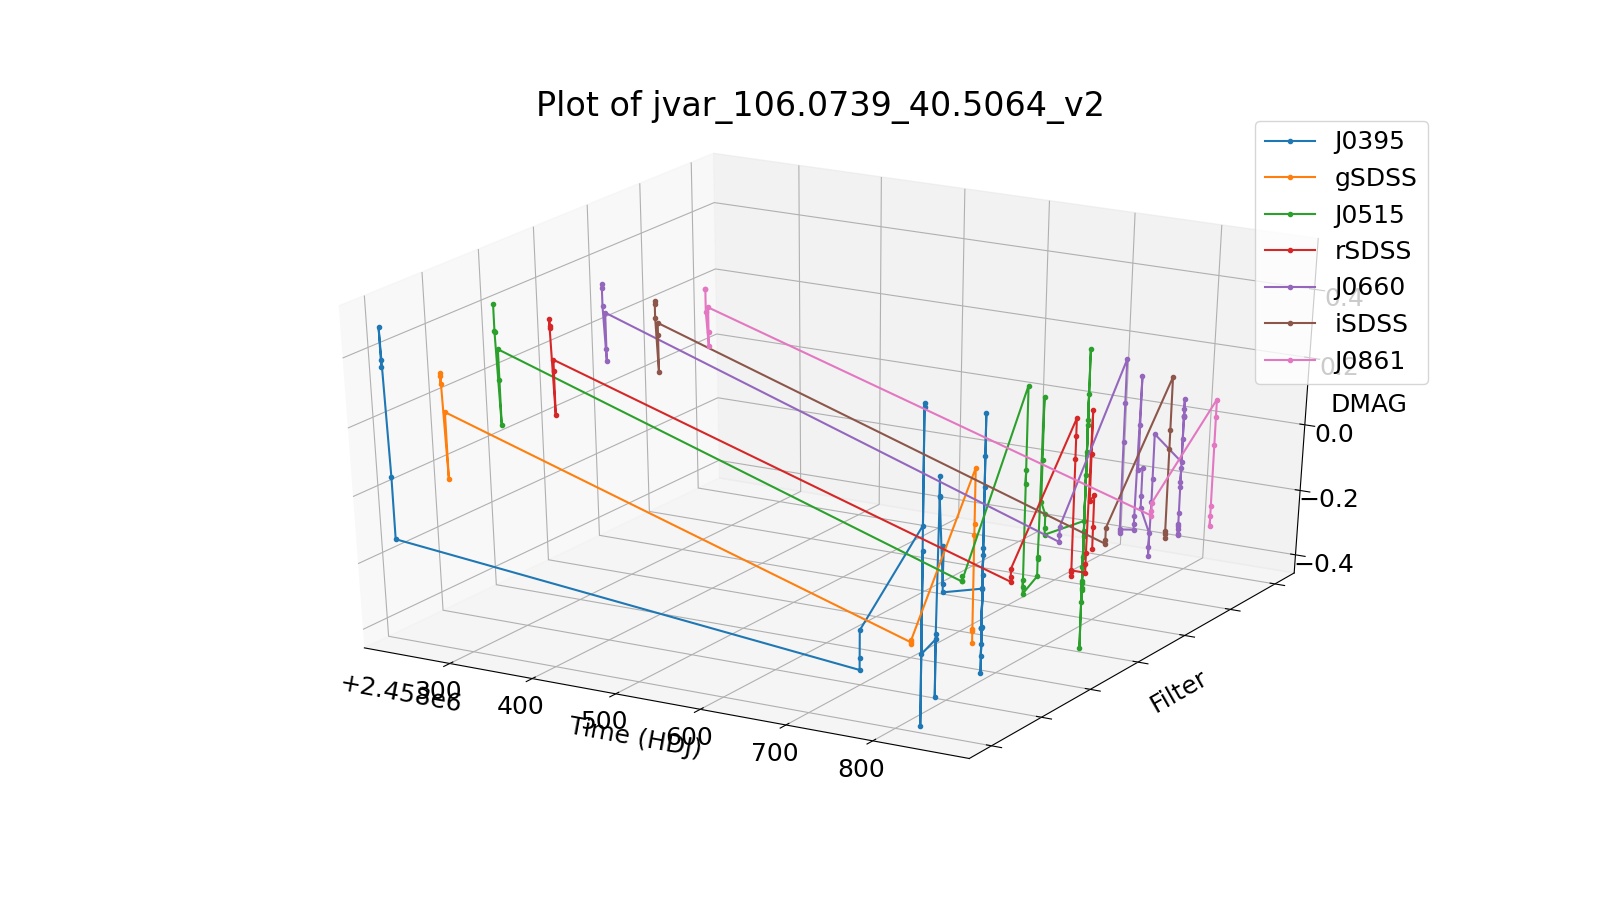 Plot of jvar_106.0739_40.5064_v2
J0395
gSDSS
J0515
rSDSS
J0660
iSDSS
J0861
0.4
0.2
DMAG
0.0
−0.2
−0.4
Filter
+2.458e6
300
400
500
600
700
800
Time (HDJ)